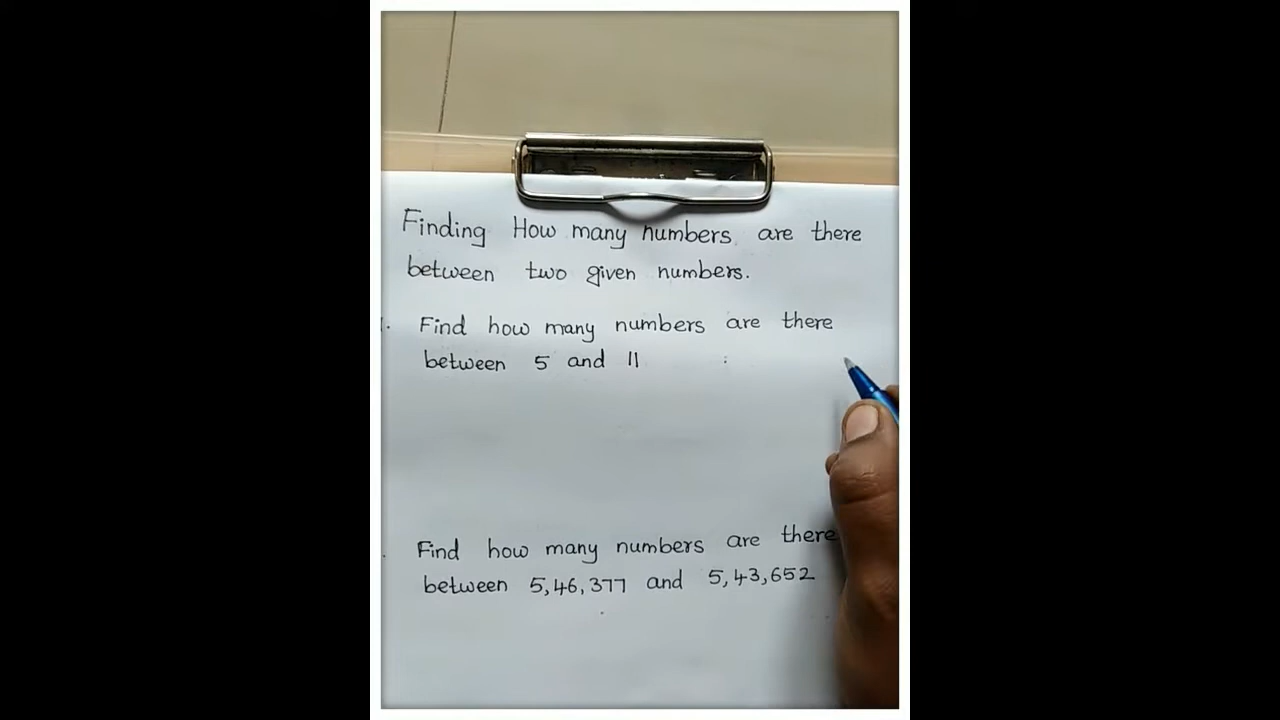 Finding How many numbers are there
between two given numbers.
1. Find how many numbers are there
between 5 and 11
. Find how many numbers are there
between 5,46,377 and 5,43,652